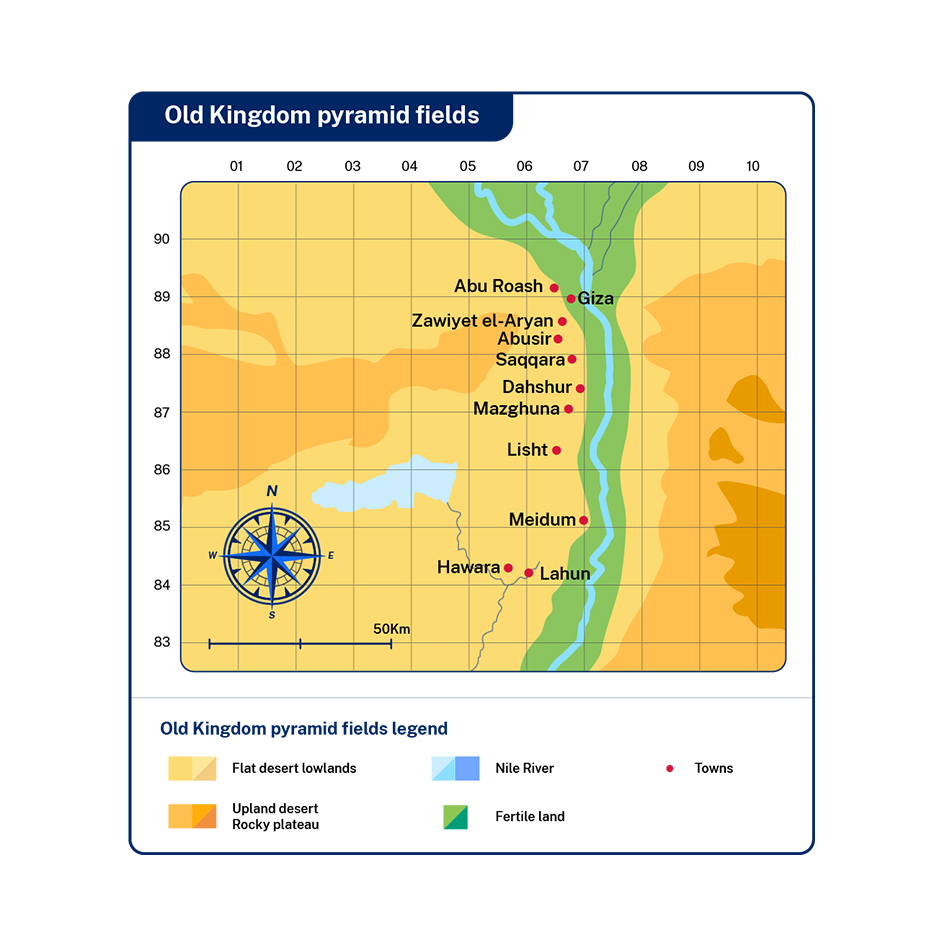 Old Kingdom pyramid fields
01 02 03 04 05 06 07 08 09 10
90
Abu Roash
89
Giza
Zawiyet el-Aryan
Abusir
88
Saqqara
Dahshur
87
Mazghuna
Lisht
86
N
Meidum
85
W
E
Hawara
Lahun
84
S
50Km
83
Old Kingdom pyramid fields legend
Flat desert lowlands
Nile River
Towns
Upland desert
Rocky plateau
Fertile land